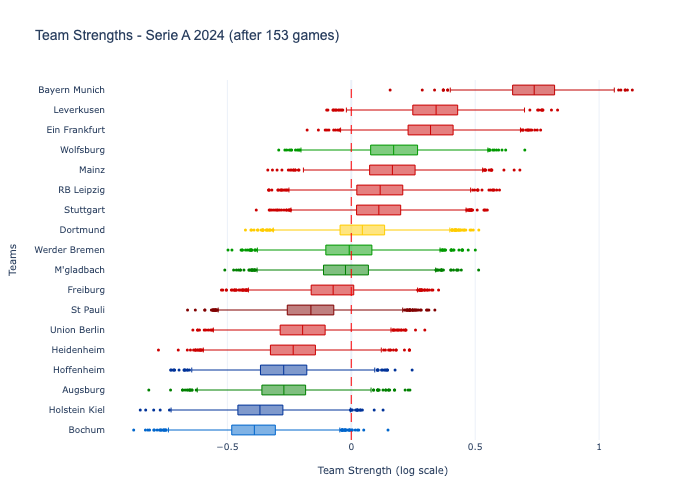 Team Strengths - Serie A 2024 (after 153 games)
Bayern Munich
Leverkusen
Ein Frankfurt
Wolfsburg
Mainz
RB Leipzig
Stuttgart
Dortmund
Werder Bremen
M'gladbach
Freiburg
St Pauli
Union Berlin
Heidenheim
Hoffenheim
Augsburg
Holstein Kiel
Bochum
Teams
−0.5 0 0.5 1
Team Strength (log scale)